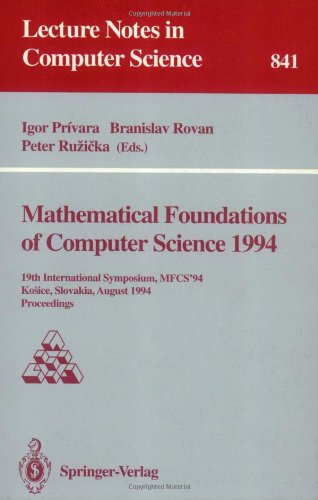 Lecture Notes in
Computer Science
841
Igor Prívara Branislav Rovan
Peter Ružička (Eds.)
Mathematical Foundations
of Computer Science 1994
19th International Symposium, MFCS'94
Košice, Slovakia, August 1994
Proceedings
Springer-Verlag